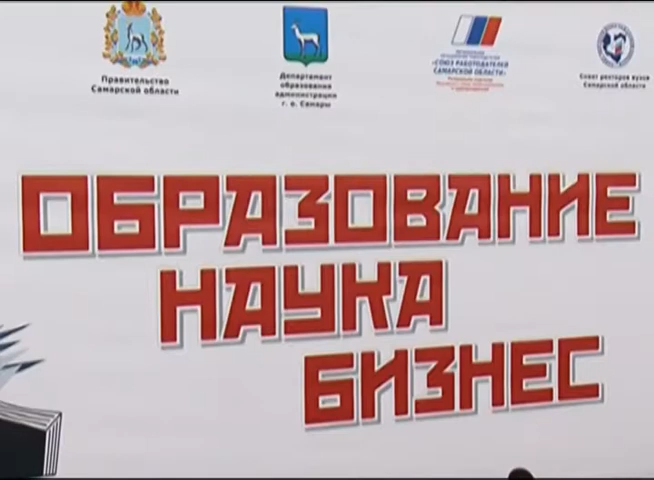 Правительство
Самарской области
Департамент
образования
администрации
г. о. Самары
«СОЮЗ РАБОТОДАТЕЛЕЙ
САМАРСКОЙ ОБЛАСТИ»
Совет ректоров вузов
Самарской области
ОБРАЗОВАНИЕ
НАУКА
БИЗНЕС